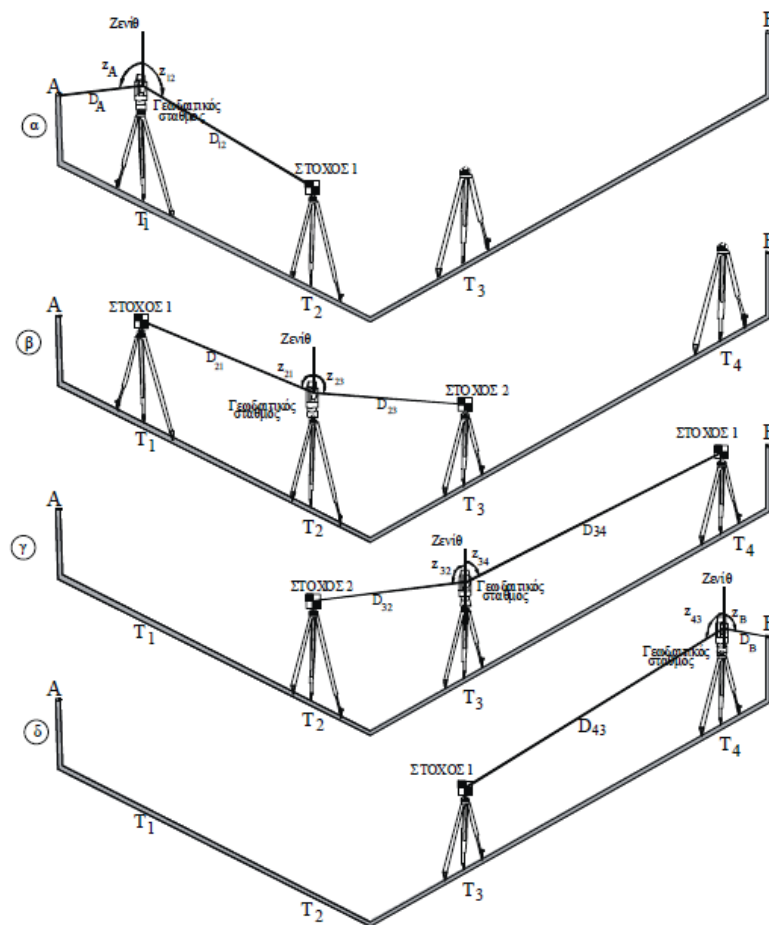 Ζενίθ
B
z_A
z_12
A
D_A
Γεωδαιτικός
σταθμός
α
D_12
ΣΤΟΧΟΣ 1
T_1
T_2
T_3
A
ΣΤΟΧΟΣ 1
B
Ζενίθ
β
D_21
z_21
z_23
Γεωδαιτικός
σταθμός
D_23
ΣΤΟΧΟΣ 2
T_4
T_1
T_2
T_3
ΣΤΟΧΟΣ 1
B
A
Ζενίθ
D34
γ
z_32
z_34
Γεωδαιτικός
σταθμός
ΣΤΟΧΟΣ 2
D_32
T_4
T_1
T_2
T_3
Ζενίθ
z_43
z_B
B
Γεωδαιτικός
σταθμός
D_B
A
δ
D43
T_4
ΣΤΟΧΟΣ 1
T_1
T_3
T_2